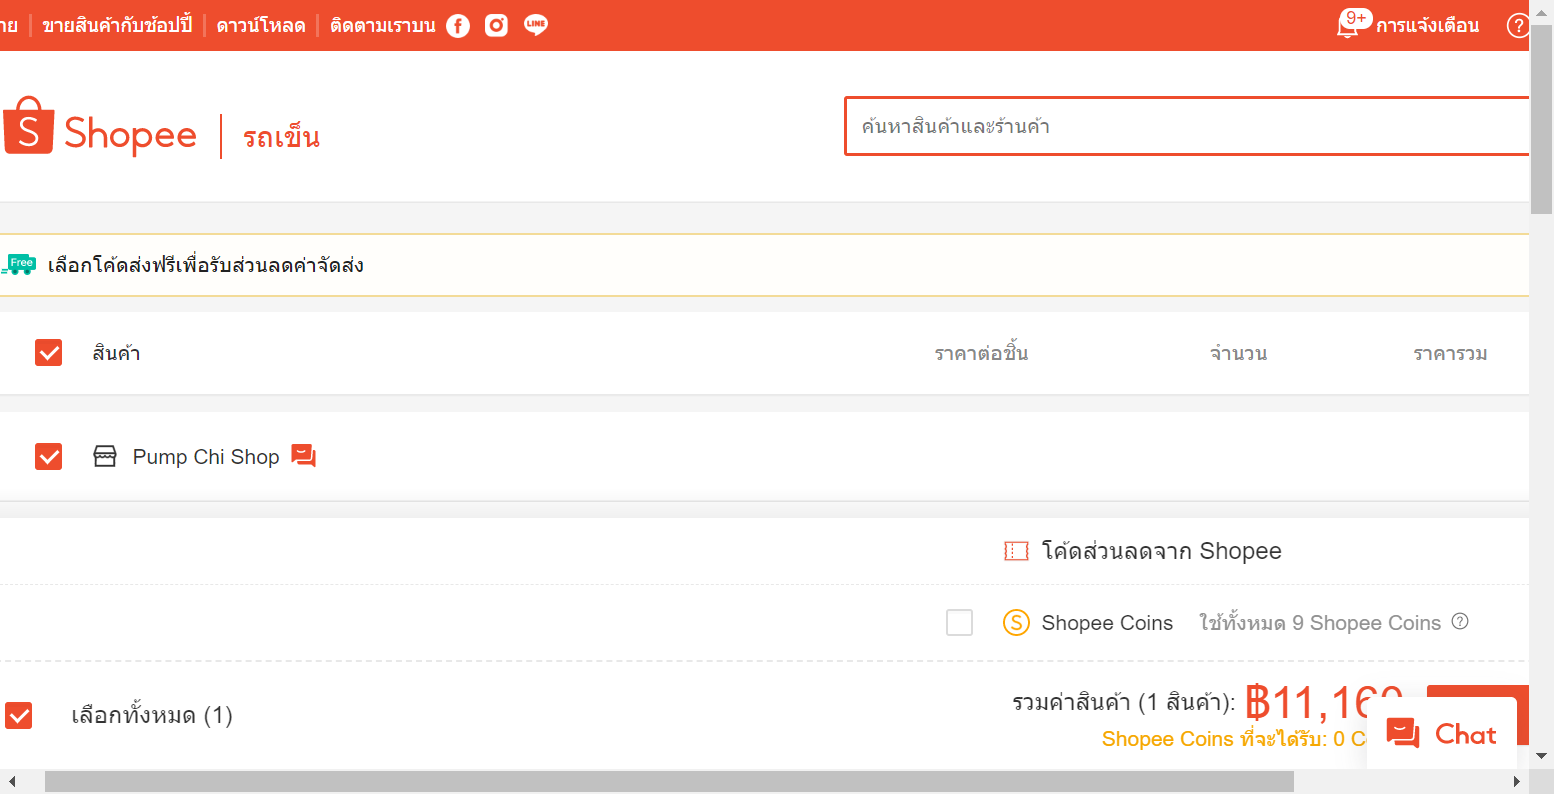 ขายสินค้ากับช้อปปี้ ดาวน์โหลด ติดตามเราบน LINE 9+ การแจ้งเตือน ?
S Shopee รถเข็น ค้นหาสินค้าและร้านค้า
Free เลือกโค้ดส่งฟรีเพื่อรับส่วนลดค่าจัดส่ง
สินค้า ราคาต่อชิ้น จำนวน ราคารวม
Pump Chi Shop
โค้ดส่วนลดจาก Shopee
S Shopee Coins ใช้ทั้งหมด 9 Shopee Coins ?
เลือกทั้งหมด (1) รวมค่าสินค้า (1 สินค้า):
Shopee Coins ที่จะได้รับ: 0
Chat